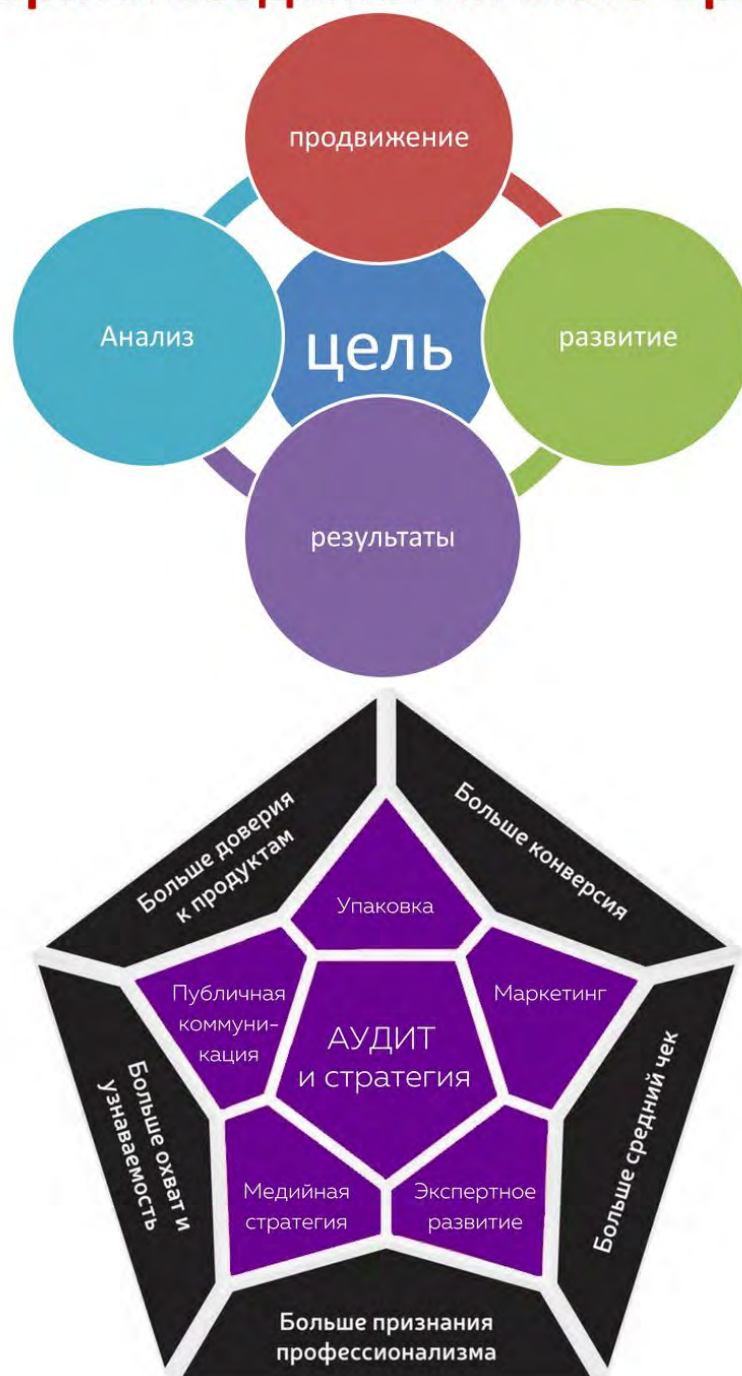 продвижение
Анализ
цель
развитие
результаты
Больше доверия
к продуктам
Больше конверсия
Упаковка
Публичная
коммуни-
кация
Маркетинг
АУДИТ
и стратегия
Больше охват и
узнаваемость
Больше средний чек
Медийная
стратегия
Экспертное
развитие
Больше признания
профессионализма